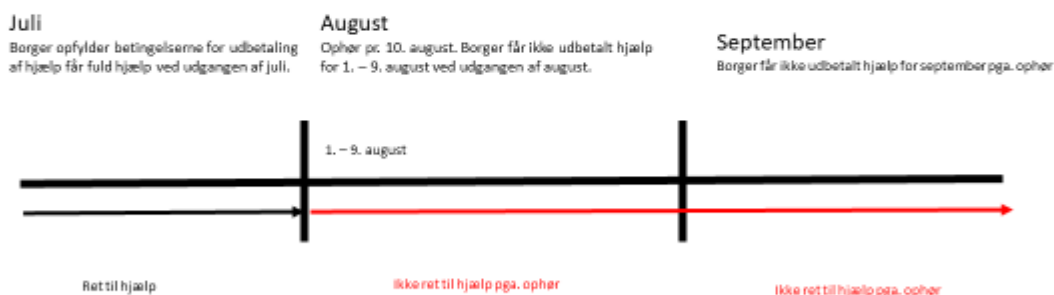 Juli
Borger opfylder betingelserne for udbetaling
af hjælp får fuld hjælp ved udgangen af juli.
August
Ophør pr. 10. august. Borger får ikke udbetalt hjælp
for 1. – 9. august ved udgangen af august.
September
Borger får ikke udbetalt hjælp for september pga. ophør
1. – 9. august
Ret til hjælp
Ikke ret til hjælp pga. ophør
Ikke ret til hjælp pga. ophør